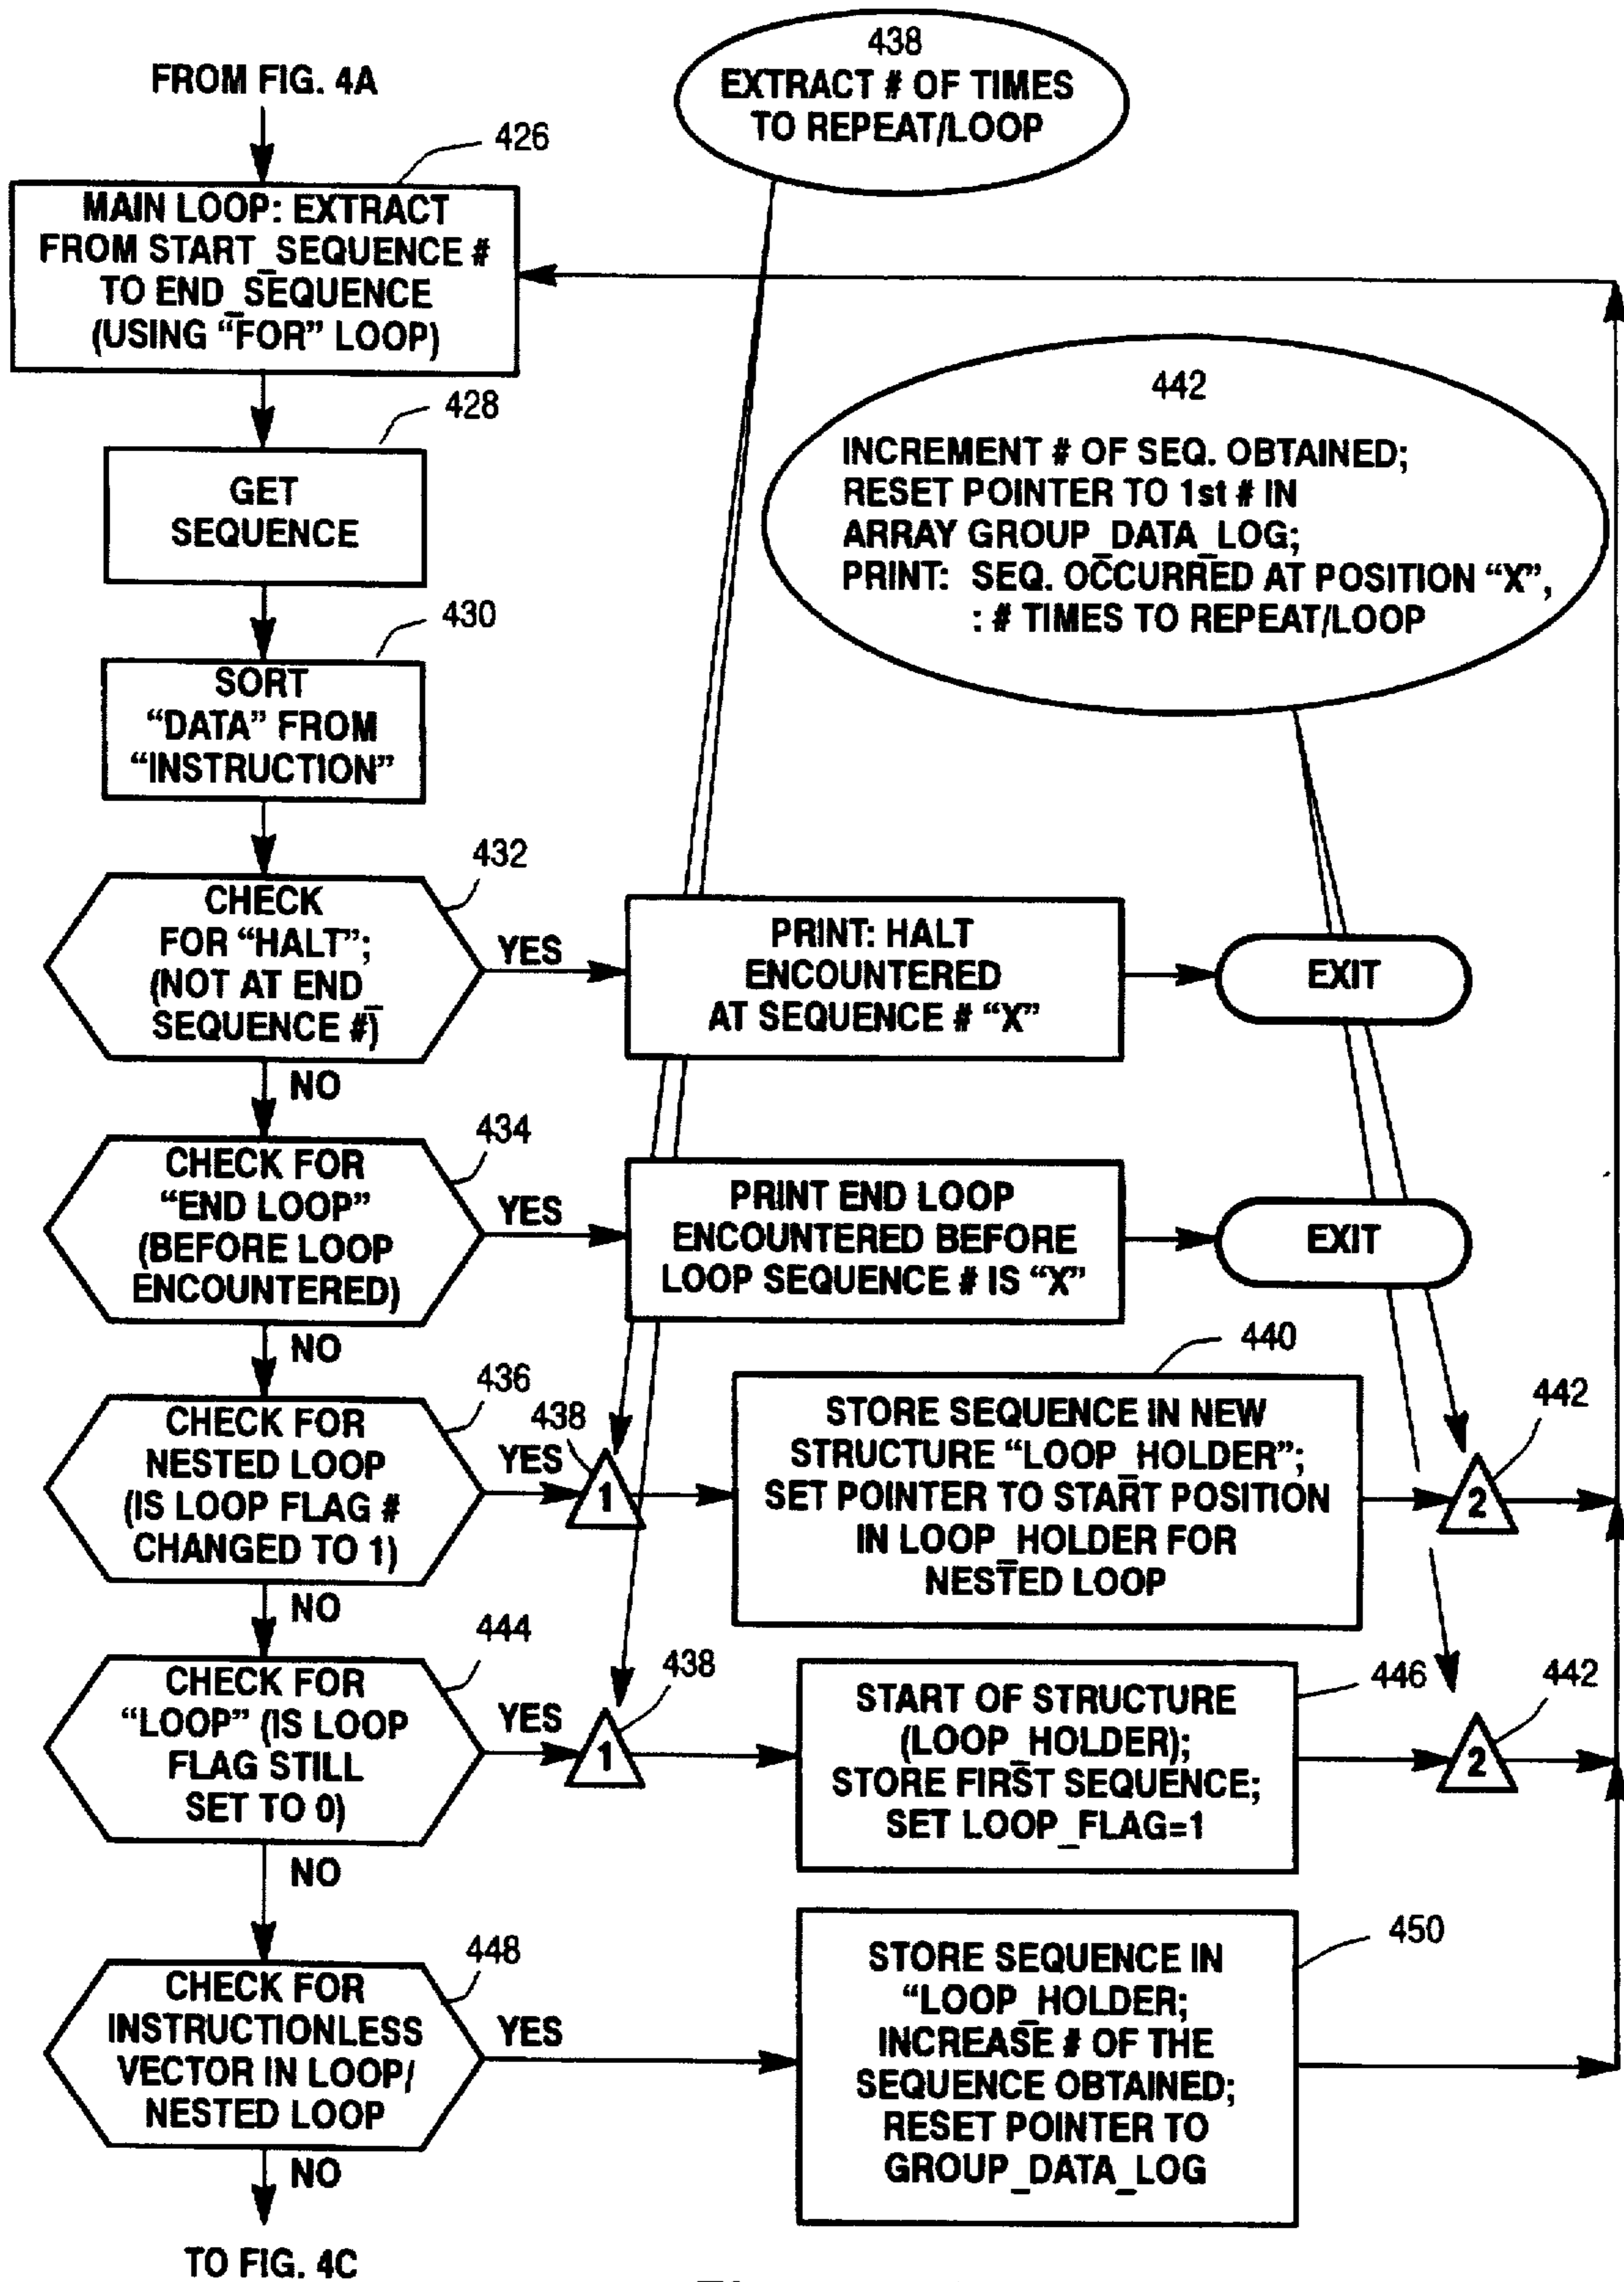 FROM FIG. 4A
438
EXTRACT # OF TIMES
TO REPEAT/LOOP
426
MAIN LOOP: EXTRACT
FROM START_SEQUENCE #
TO END_SEQUENCE
(USING “FOR” LOOP)
442
INCREMENT # OF SEQ. OBTAINED;
RESET POINTER TO 1st # IN
ARRAY GROUP_DATA_LOG;
PRINT: SEQ. OCCURRED AT POSITION “X”,
: # TIMES TO REPEAT/LOOP
428
GET
SEQUENCE
430
SORT
“DATA” FROM
“INSTRUCTION”
432
CHECK
FOR “HALT”;
(NOT AT END_
SEQUENCE #)
YES
PRINT: HALT
ENCOUNTERED
AT SEQUENCE # “X”
EXIT
NO
434
CHECK FOR
“END LOOP”
(BEFORE LOOP
ENCOUNTERED)
YES
PRINT END LOOP
ENCOUNTERED BEFORE
LOOP SEQUENCE # IS “X”
EXIT
NO
436
CHECK FOR
NESTED LOOP
(IS LOOP FLAG #
CHANGED TO 1)
YES
438
1
440
STORE SEQUENCE IN NEW
STRUCTURE “LOOP_HOLDER”;
SET POINTER TO START POSITION
IN LOOP_HOLDER FOR
NESTED LOOP
442
2
NO
444
CHECK FOR
“LOOP” (IS LOOP
FLAG STILL
SET TO 0)
YES
438
1
446
START OF STRUCTURE
(LOOP_HOLDER);
STORE FIRST SEQUENCE;
SET LOOP_FLAG=1
442
2
NO
448
CHECK FOR
INSTRUCTIONLESS
VECTOR IN LOOP/
NESTED LOOP
YES
450
STORE SEQUENCE IN
“LOOP_HOLDER;
INCREASE # OF THE
SEQUENCE OBTAINED;
RESET POINTER TO
GROUP_DATA_LOG
NO
TO FIG. 4C